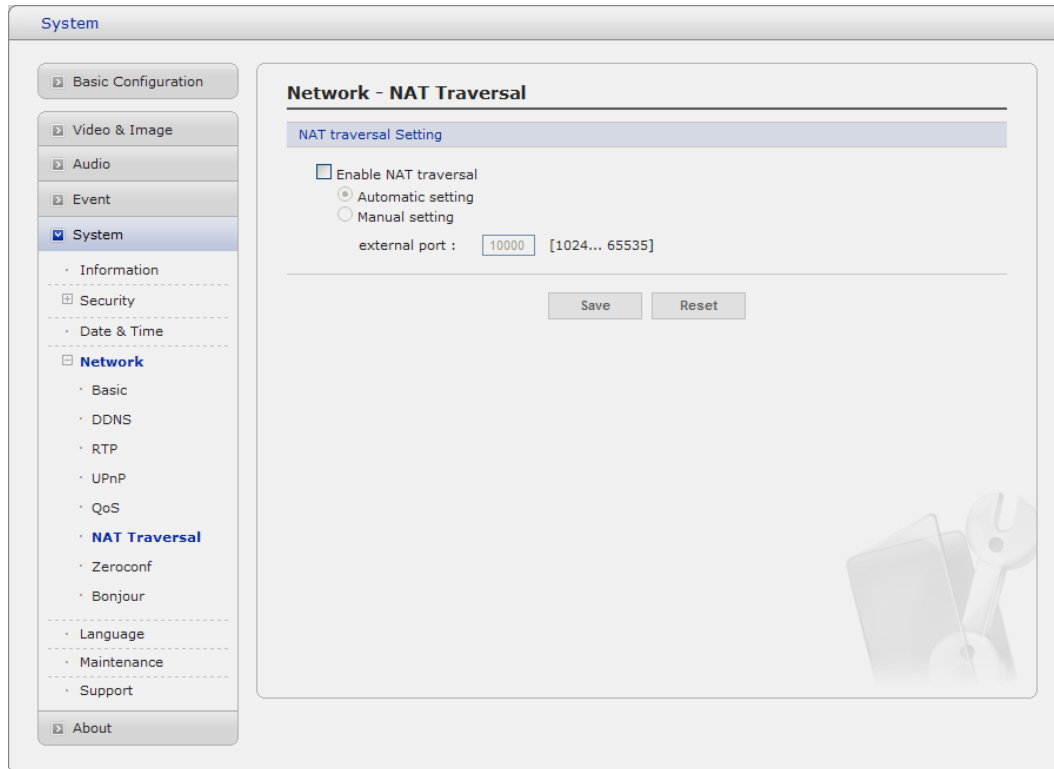 System
Basic Configuration
Video & Image
Audio
Event
System
Information
Security
Date & Time
Network
Basic
DDNS
RTP
UPnP
QoS
NAT Traversal
Zeroconf
Bonjour
Language
Maintenance
Support
About
Network - NAT Traversal
NAT traversal Setting
Enable NAT traversal
Automatic setting
Manual setting
external port : 10000 [1024... 65535]
Save Reset